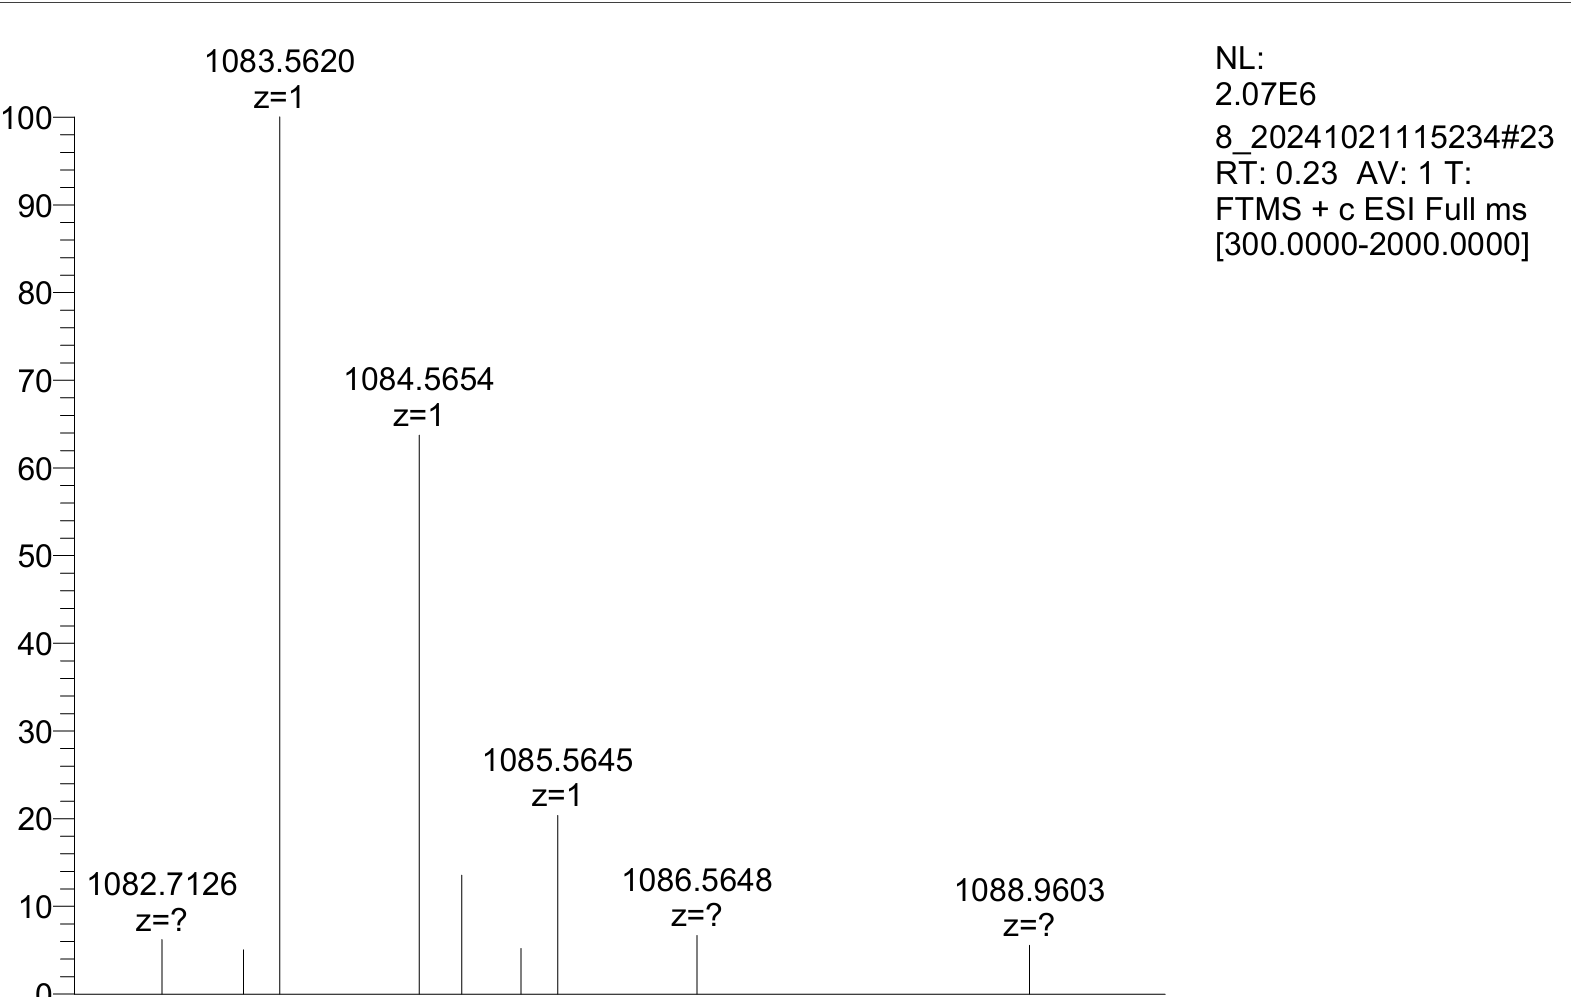 1083.5620
z=1
NL:
2.07E6
8_20241021115234#23
RT: 0.23 AV: 1 T:
FTMS + c ESI Full ms
[300.0000-2000.0000]
100
90
80
70
60
50
40
30
20
10
0
1084.5654
z=1
1085.5645
z=1
1082.7126
z=?
1086.5648
z=?
1088.9603
z=?